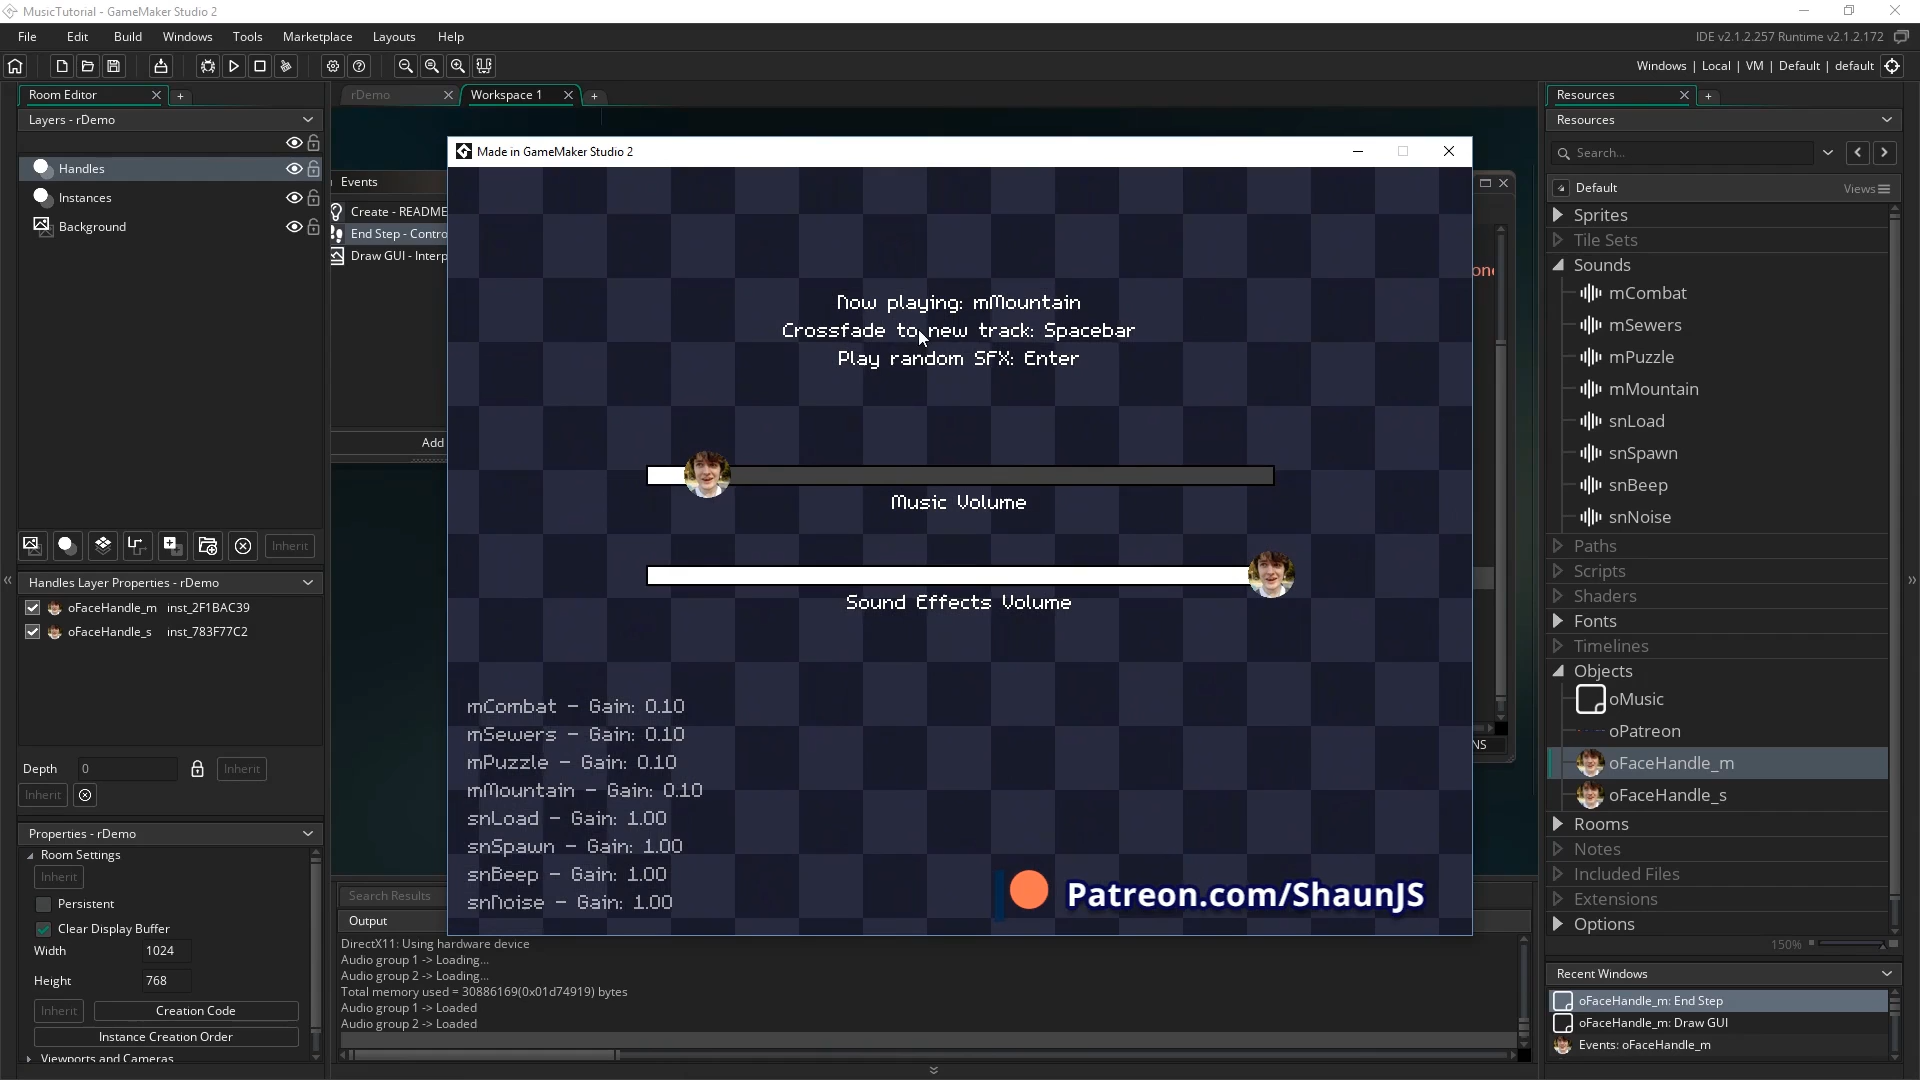 MusicTutorial - GameMaker Studio 2
File Edit Build Windows Tools Marketplace Layouts Help
IDE v2.1.2.257 Runtime v2.1.2.172
Windows | Local | VM | Default | default
Room Editor
Layers - rDemo
Handles
Instances
Background
Inherit
Handles Layer Properties - rDemo
oFaceHandle_m inst_2F1BAC39
oFaceHandle_s inst_783F77C2
Depth 0 Inherit
Inherit
Properties - rDemo
Room Settings
Inherit
Persistent
Clear Display Buffer
Width 1024
Height 768
Inherit Creation Code
Instance Creation Order
Viewports and Cameras
rDemo
Workspace 1
Events
Create - README
End Step - Contro
Draw GUI - Interp
Add
Made in GameMaker Studio 2
Now playing: mMountain
Crossfade to new track: Spacebar
Play random SFX: Enter
Music Volume
Sound Effects Volume
mCombat - Gain: 0.10
mSewers - Gain: 0.10
mPuzzle - Gain: 0.10
mMountain - Gain: 0.10
snLoad - Gain: 1.00
snSpawn - Gain: 1.00
snBeep - Gain: 1.00
snNoise - Gain: 1.00
Patreon.com/ShaunJS
Search Results
Output
DirectX11: Using hardware device
Audio group 1 -> Loading...
Audio group 2 -> Loading...
Total memory used = 30886169(0x01d74919) bytes
Audio group 1 -> Loaded
Audio group 2 -> Loaded
NS
Resources
Resources
Search...
Default
Views
Sprites
Tile Sets
Sounds
mCombat
mSewers
mPuzzle
mMountain
snLoad
snSpawn
snBeep
snNoise
Paths
Scripts
Shaders
Fonts
Timelines
Objects
oMusic
oPatreon
oFaceHandle_m
oFaceHandle_s
Rooms
Notes
Included Files
Extensions
Options
150%
Recent Windows
oFaceHandle_m: End Step
oFaceHandle_m: Draw GUI
Events: oFaceHandle_m